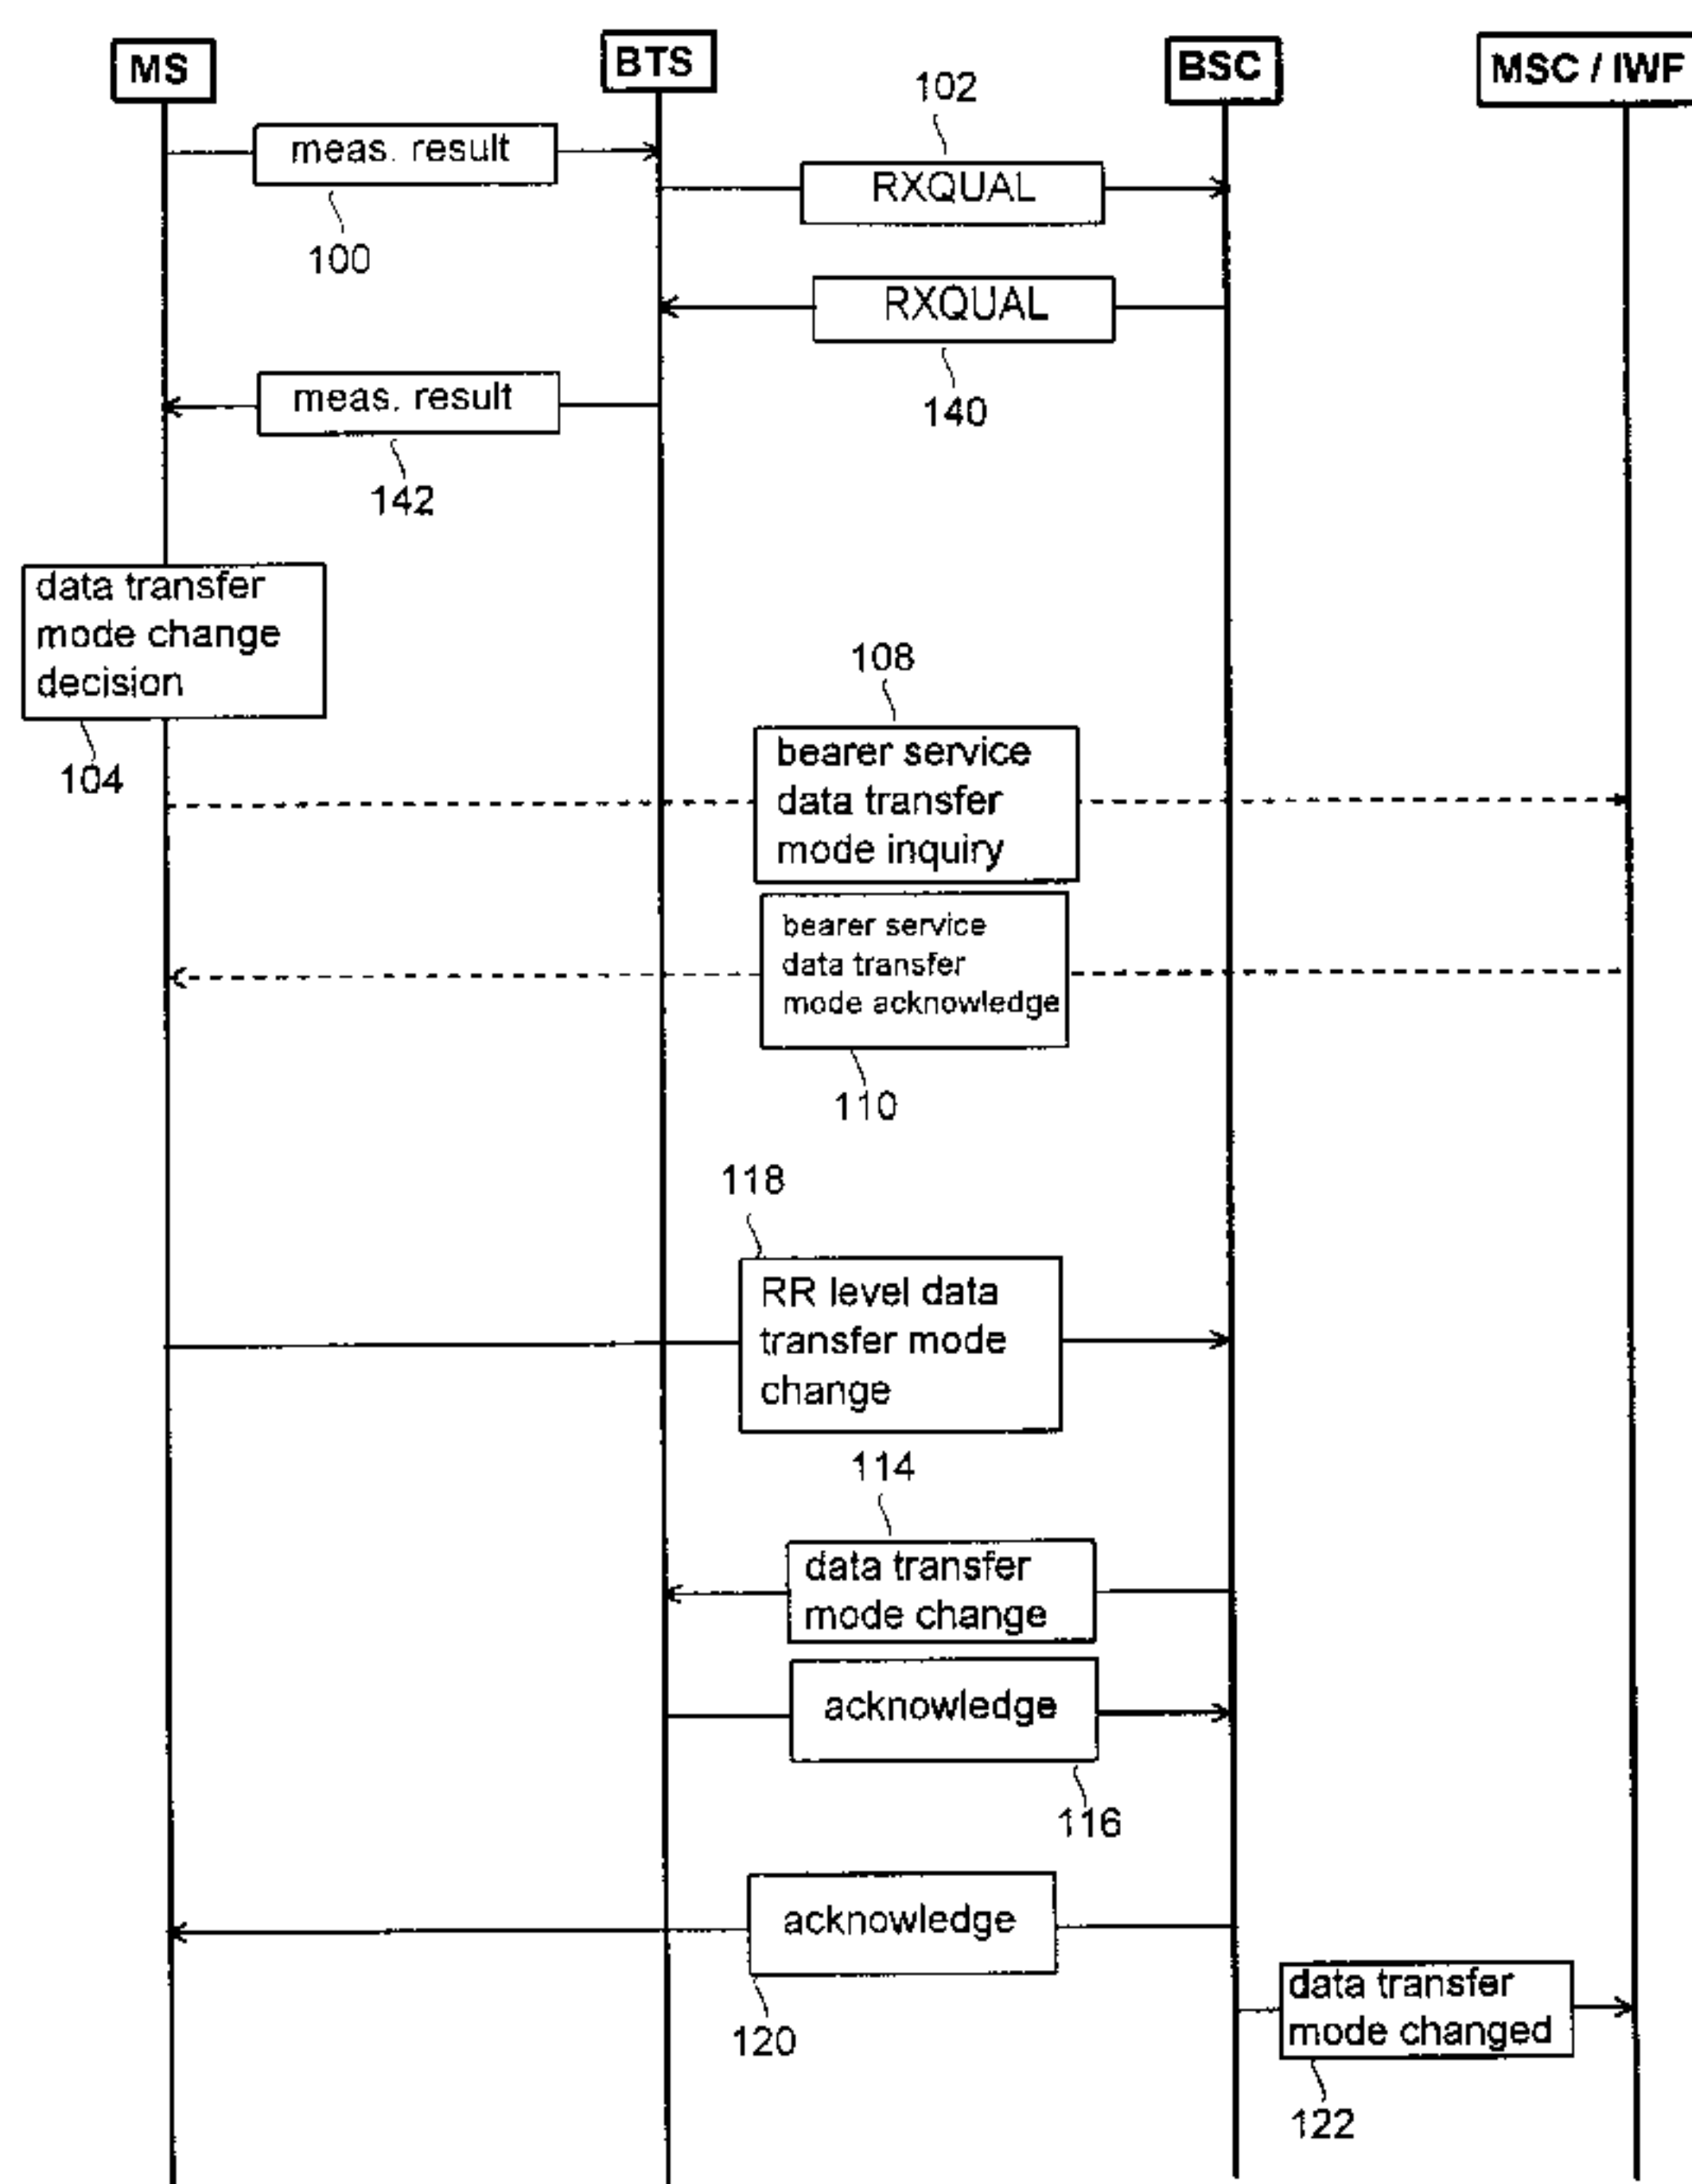 MS
BTS
BSC
MSC / IWF
meas. result
100
102
RXQUAL
RXQUAL
140
meas. result
142
data transfer
mode change
decision
104
108
bearer service
data transfer
mode inquiry
bearer service
data transfer
mode acknowledge
110
118
RR level data
transfer mode
change
114
data transfer
mode change
acknowledge
116
acknowledge
120
data transfer
mode changed
122